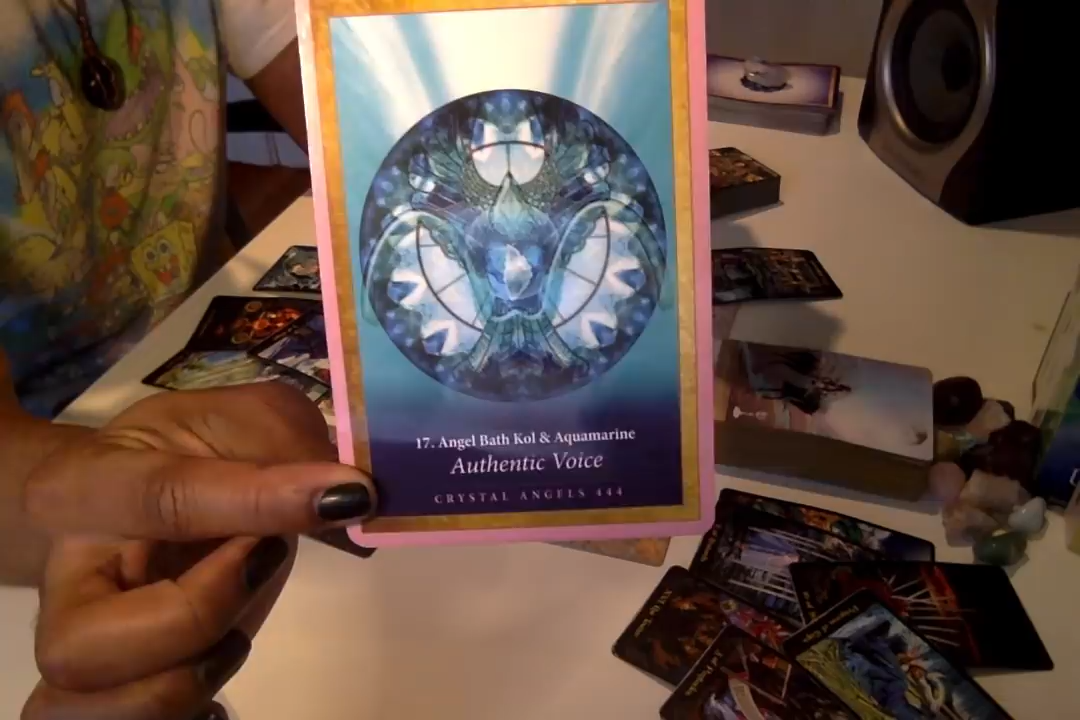 17. Angel Bath Kol & Aquamarine
Authentic Voice
CRYSTAL ANGELS 444